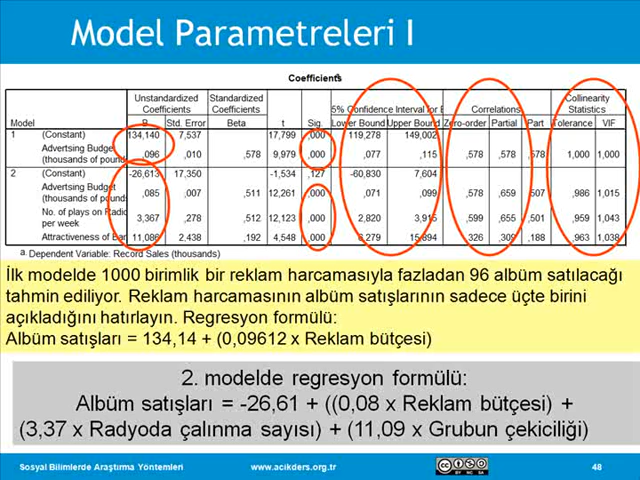 Model Parametreleri I
Coefficients a
Unstandardized Coefficients Standardized Coefficients 5% Confidence Interval for Correlations Collinearity Statistics
Model B Std. Error Beta t Sig. Lower Bound Upper Bound Zero-order Partial Part Tolerance VIF
1 (Constant) 134,140 7,537 17,799 ,000 119,278 149,002
Advertising Budget (thousands of pounds ,096 ,010 ,578 9,979 ,000 ,077 ,115 ,578 ,578 ,578 1,000 1,000
2 (Constant) -26,613 17,350 -1,534 ,127 -60,830 7,604
Advertising Budget (thousands of pounds ,085 ,007 ,511 12,261 ,000 ,071 ,099 ,578 ,659 ,507 ,986 1,015
No. of plays on Radio per week 3,367 ,278 ,512 12,123 ,000 2,820 3,915 ,599 ,655 ,501 ,959 1,043
Attractiveness of Ban 11,086 2,438 ,192 4,548 ,000 6,279 15,894 ,326 ,309 ,188 ,963 1,038
a. Dependent Variable: Record Sales (thousands)
İlk modelde 1000 birimlik bir reklam harcamasıyla fazladan 96 albüm satılacağı
tahmin ediliyor. Reklam harcamasının albüm satışlarının sadece üçte birini
açıkladığını hatırlayın. Regresyon formülü:
Albüm satışları = 134,14 + (0,09612 x Reklam bütçesi)
2. modelde regresyon formülü:
Albüm satışları = -26,61 + ((0,08 x Reklam bütçesi) +
(3,37 x Radyoda çalınma sayısı) + (11,09 x Grubun çekiciliği)
Sosyal Bilimlerde Araştırma Yöntemleri www.acikders.org.tr cc BY NC SA 48